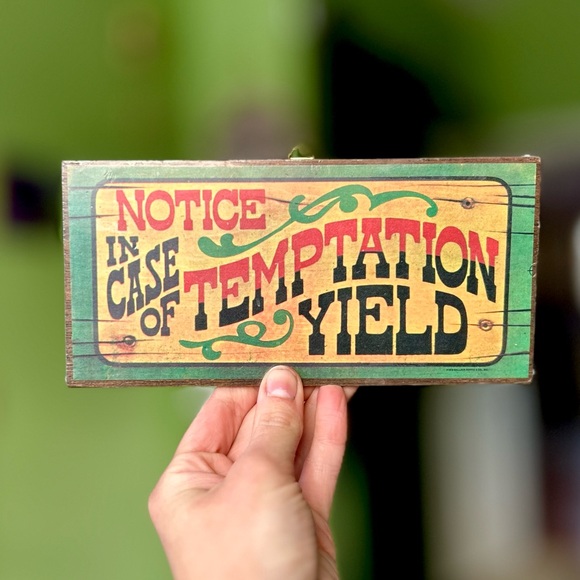 NOTICE
IN
CASE
OF
TEMPTATION
YIELD